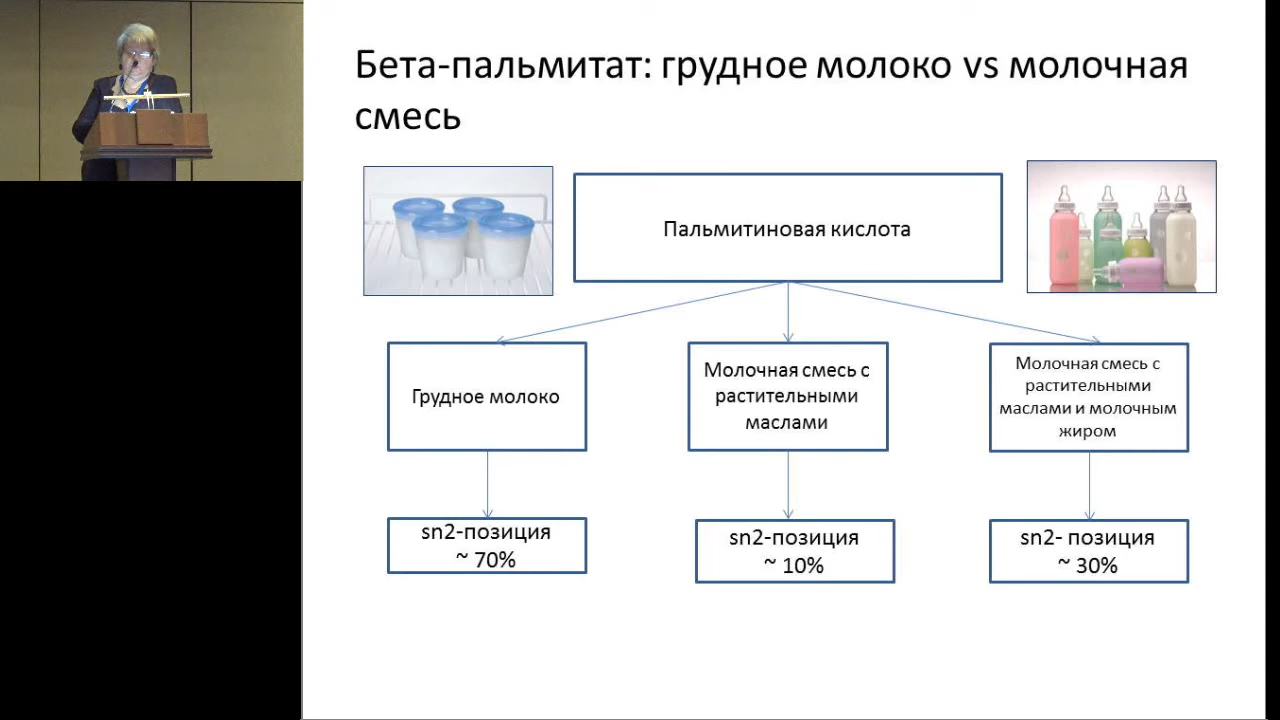 Бета-пальмитат: грудное молоко vs молочная
смесь
Пальмитиновая кислота
Грудное молоко
Молочная смесь с
растительными
маслами
Молочная смесь с
растительными
маслами и молочным
жиром
sn2-позиция
~ 70%
sn2-позиция
~ 10%
sn2- позиция
~ 30%